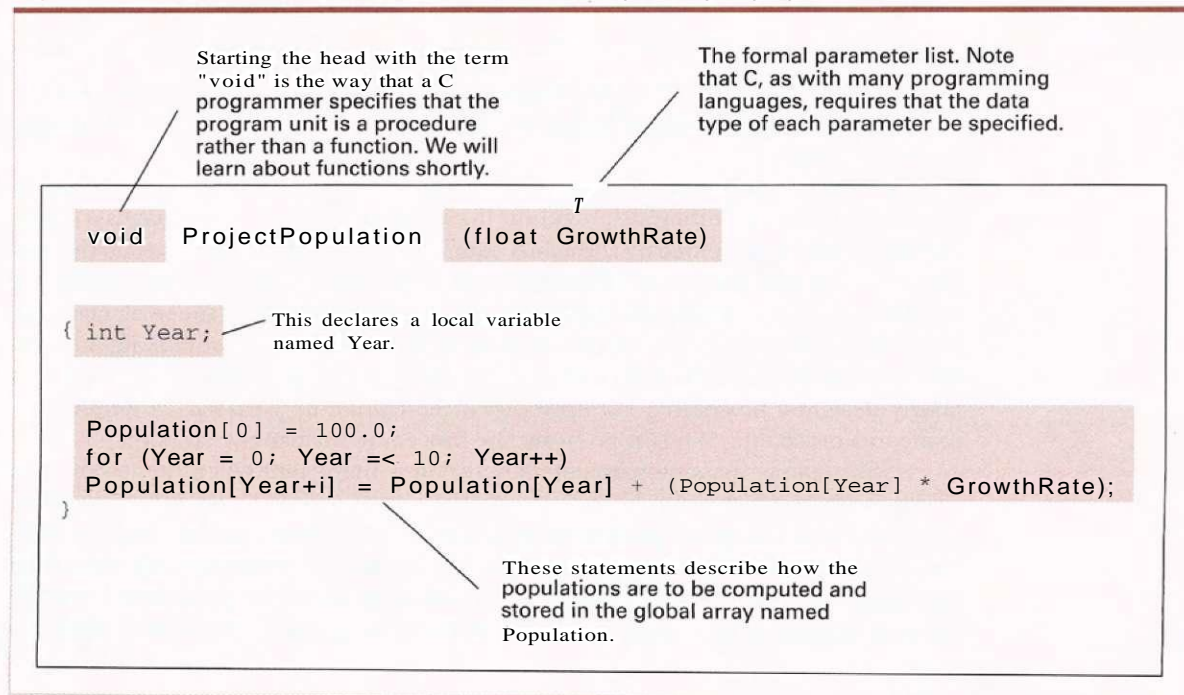 Starting the head with the term
"void" is the way that a C
programmer specifies that the
program unit is a procedure
rather than a function. We will
learn about functions shortly.
The formal parameter list. Note
that C, as with many programming
languages, requires that the data
type of each parameter be specified.
T
void ProjectPopulation (float GrowthRate)
{ int Year;
This declares a local variable
named Year.
Population[0] = 100.0;
for (Year = 0; Year =< 10; Year++)
Population[Year+i] = Population[Year] + (Population[Year] * GrowthRate);
}
These statements describe how the
populations are to be computed and
stored in the global array named
Population.